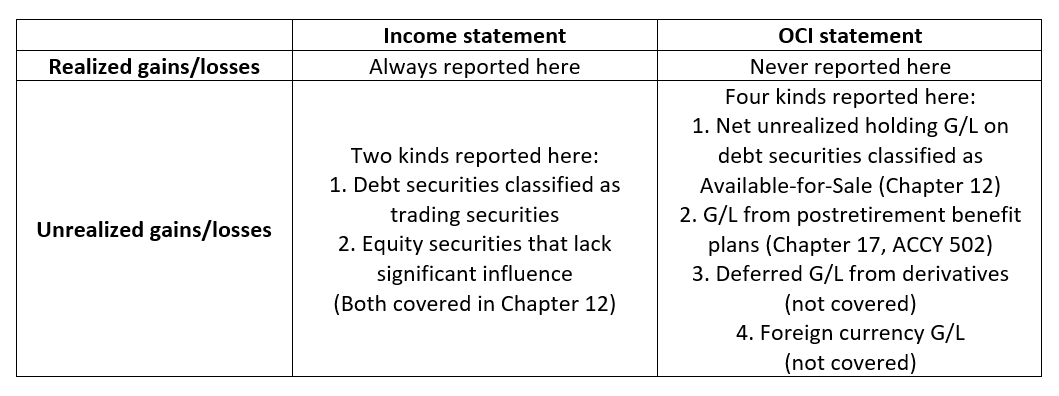 Income statement
OCI statement
Realized gains/losses
Always reported here
Never reported here
Unrealized gains/losses
Two kinds reported here:
1. Debt securities classified as
trading securities
2. Equity securities that lack
significant influence
(Both covered in Chapter 12)
Four kinds reported here:
1. Net unrealized holding G/L on
debt securities classified as
Available-for-Sale (Chapter 12)
2. G/L from postretirement benefit
plans (Chapter 17, ACCY 502)
3. Deferred G/L from derivatives
(not covered)
4. Foreign currency G/L
(not covered)